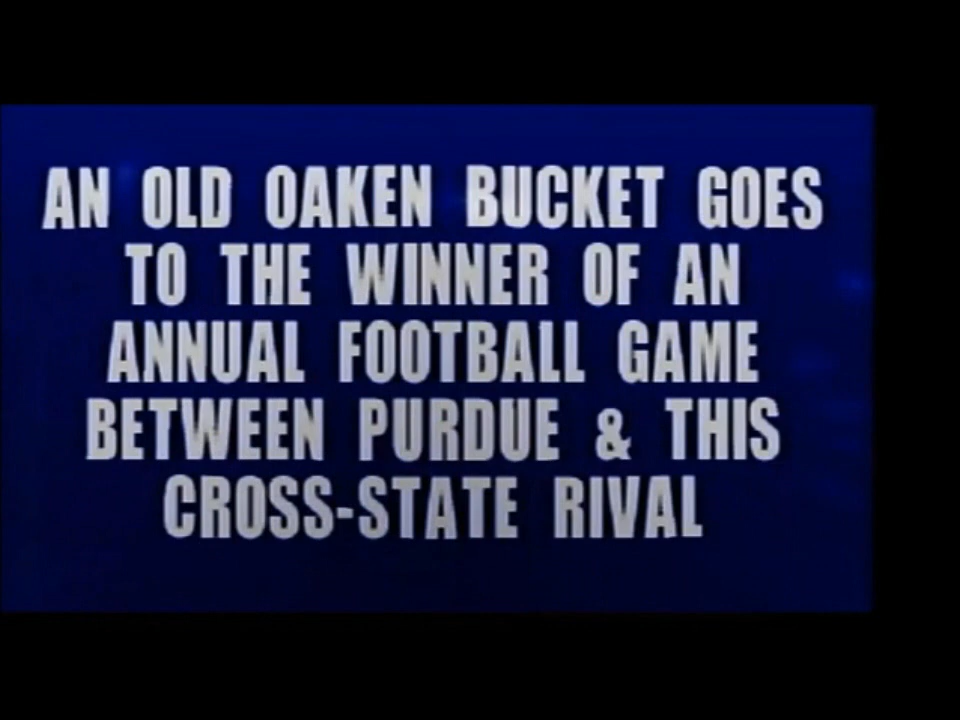 AN OLD OAKEN BUCKET GOES
TO THE WINNER OF AN
ANNUAL FOOTBALL GAME
BETWEEN PURDUE & THIS
CROSS-STATE RIVAL